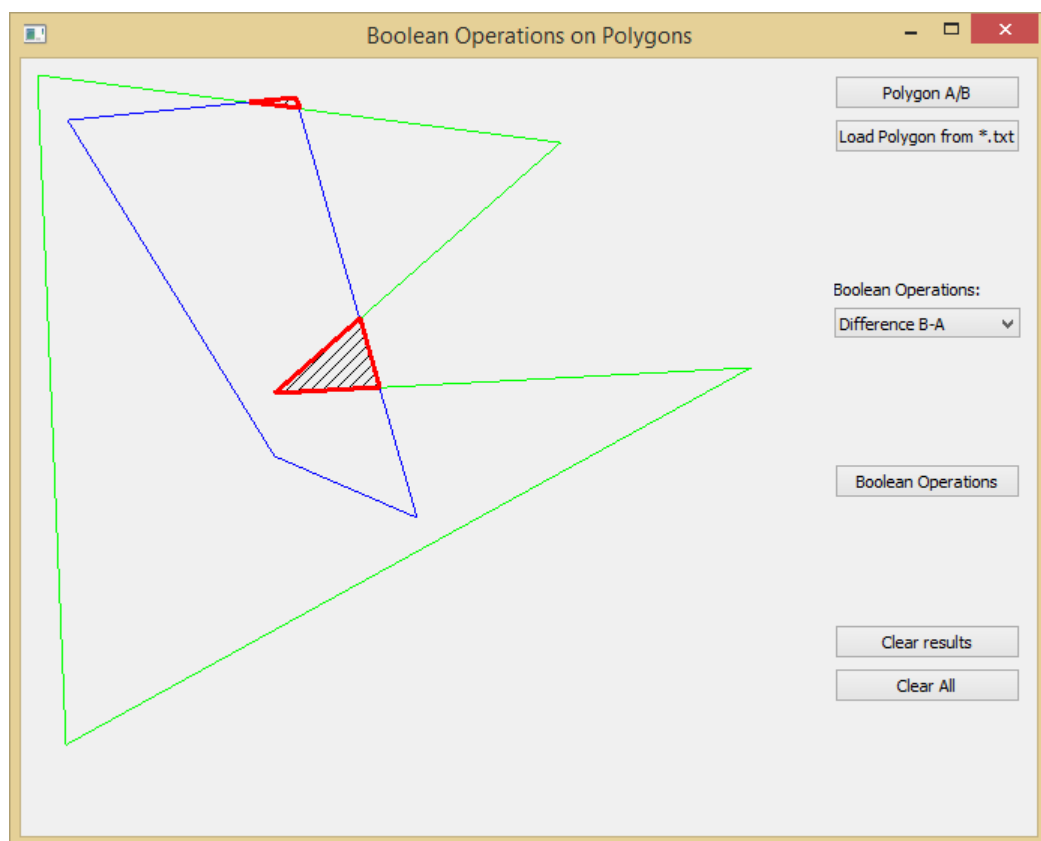 Boolean Operations on Polygons
Polygon A/B
Load Polygon from *.txt
Boolean Operations:
Difference B-A
Boolean Operations
Clear results
Clear All